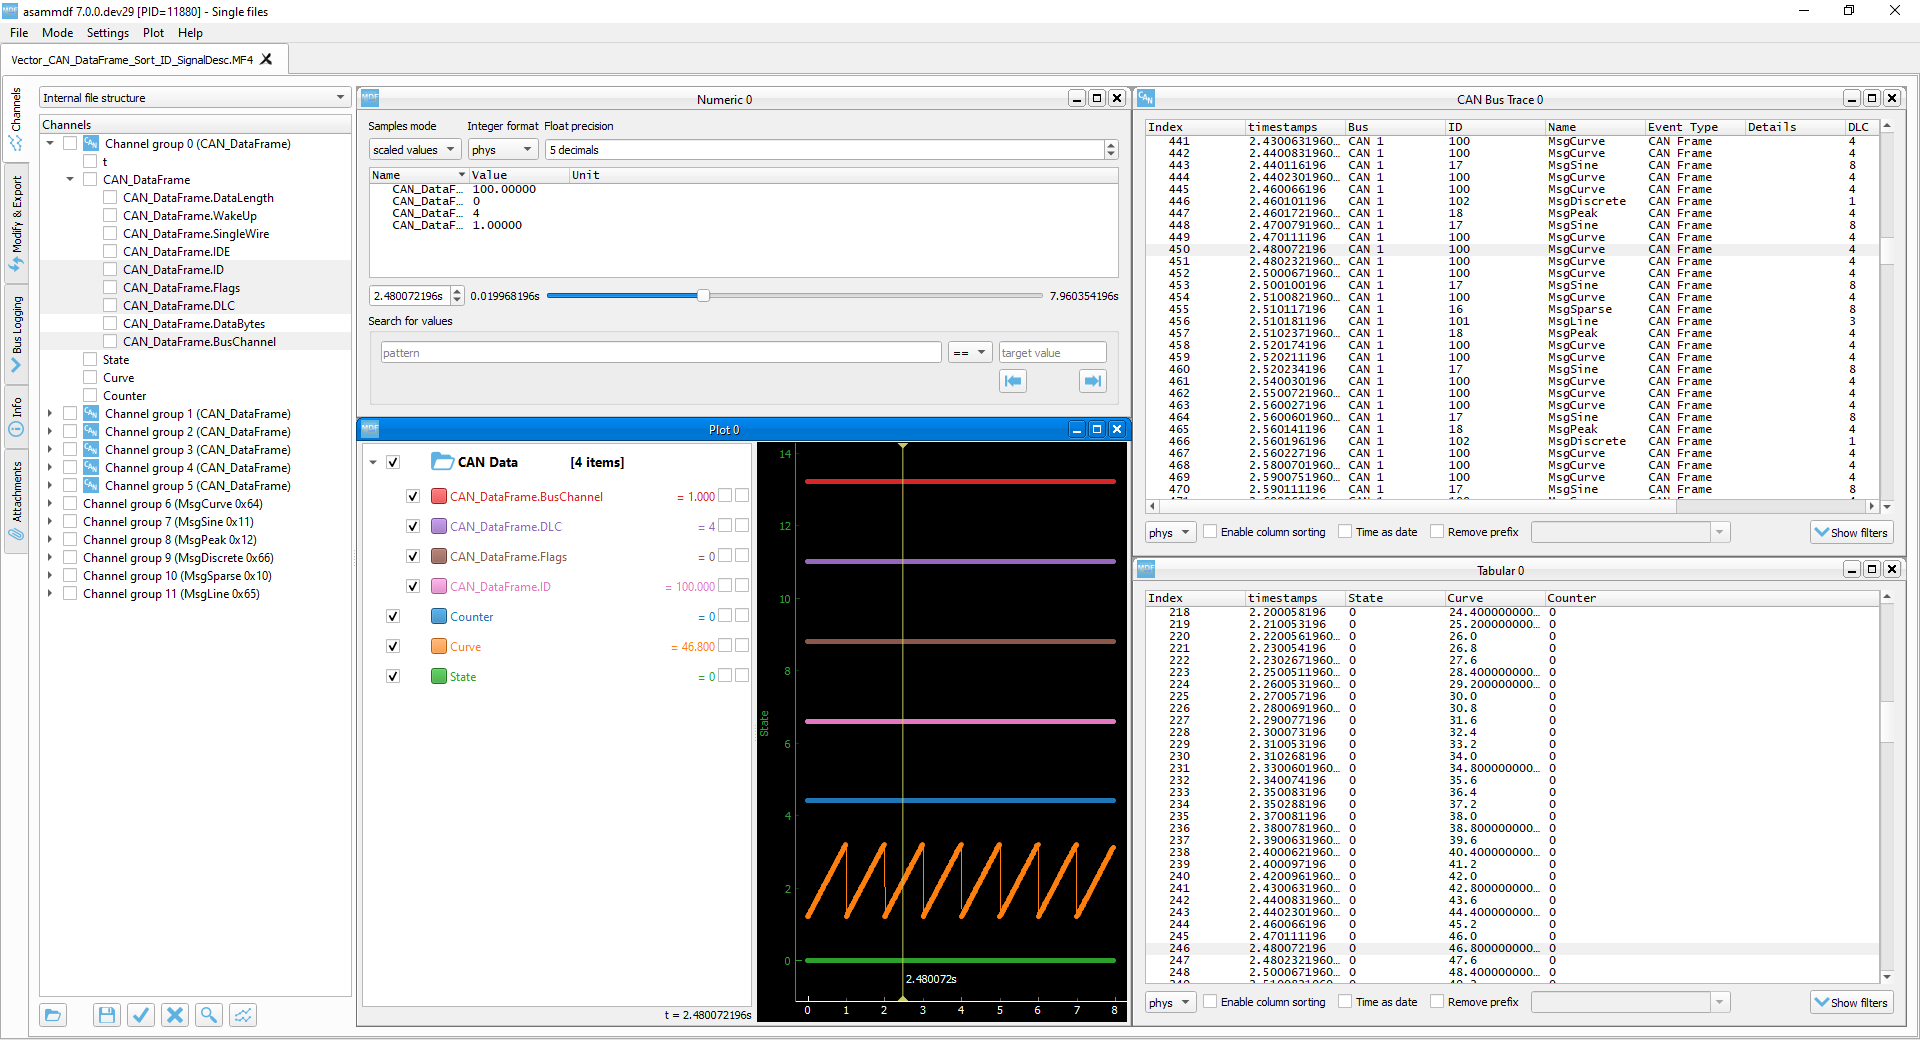 asammdf 7.0.0.dev29 [PID=11880] - Single files
File Mode Settings Plot Help
Vector_CAN_DataFrame_Sort_ID_SignalDesc.MF4
Channels
Modify & Export
Bus Logging
Info
Attachments
Internal file structure
Channels
Channel group 0 (CAN_DataFrame)
t
CAN_DataFrame
CAN_DataFrame.DataLength
CAN_DataFrame.WakeUp
CAN_DataFrame.SingleWire
CAN_DataFrame.IDE
CAN_DataFrame.ID
CAN_DataFrame.Flags
CAN_DataFrame.DLC
CAN_DataFrame.DataBytes
CAN_DataFrame.BusChannel
State
Curve
Counter
Channel group 1 (CAN_DataFrame)
Channel group 2 (CAN_DataFrame)
Channel group 3 (CAN_DataFrame)
Channel group 4 (CAN_DataFrame)
Channel group 5 (CAN_DataFrame)
Channel group 6 (MsgCurve 0x64)
Channel group 7 (MsgSine 0x11)
Channel group 8 (MsgPeak 0x12)
Channel group 9 (MsgDiscrete 0x66)
Channel group 10 (MsgSparse 0x10)
Channel group 11 (MsgLine 0x65)
Numeric 0
Samples mode Integer format Float precision
scaled values phys 5 decimals
Name Value Unit
CAN_DataF... 100.00000
CAN_DataF... 0
CAN_DataF... 4
CAN_DataF... 1.00000
2.480072196s 0.019968196s 7.960354196s
Search for values
pattern == target value
Plot 0
CAN Data [4 items]
CAN_DataFrame.BusChannel = 1.000
CAN_DataFrame.DLC = 4
CAN_DataFrame.Flags = 0
CAN_DataFrame.ID = 100.000
Counter = 0
Curve = 46.800
State = 0
t = 2.480072196s
State
14
12
10
8
6
4
2
0
2.480072s
0 1 2 3 4 5 6 7 8
CAN Bus Trace 0
Index timestamps Bus ID Name Event Type Details DLC
441 2.4300631960... CAN 1 100 MsgCurve CAN Frame 4
442 2.4400831960... CAN 1 100 MsgCurve CAN Frame 4
443 2.440116196 CAN 1 17 MsgSine CAN Frame 8
444 2.4402301960... CAN 1 100 MsgCurve CAN Frame 4
445 2.460066196 CAN 1 100 MsgCurve CAN Frame 4
446 2.460101196 CAN 1 102 MsgDiscrete CAN Frame 1
447 2.4601721960... CAN 1 18 MsgPeak CAN Frame 4
448 2.4700791960... CAN 1 17 MsgSine CAN Frame 8
449 2.470111196 CAN 1 100 MsgCurve CAN Frame 4
450 2.480072196 CAN 1 100 MsgCurve CAN Frame 4
451 2.4802321960... CAN 1 100 MsgCurve CAN Frame 4
452 2.5000671960... CAN 1 100 MsgCurve CAN Frame 4
453 2.500100196 CAN 1 17 MsgSine CAN Frame 8
454 2.5100821960... CAN 1 100 MsgCurve CAN Frame 4
455 2.510117196 CAN 1 16 MsgSparse CAN Frame 8
456 2.510181196 CAN 1 101 MsgLine CAN Frame 3
457 2.5102371960... CAN 1 18 MsgPeak CAN Frame 4
458 2.520174196 CAN 1 100 MsgCurve CAN Frame 4
459 2.520211196 CAN 1 100 MsgCurve CAN Frame 4
460 2.520234196 CAN 1 17 MsgSine CAN Frame 8
461 2.540030196 CAN 1 100 MsgCurve CAN Frame 4
462 2.5500721960... CAN 1 100 MsgCurve CAN Frame 4
463 2.560027196 CAN 1 100 MsgCurve CAN Frame 4
464 2.5600601960... CAN 1 17 MsgSine CAN Frame 8
465 2.560141196 CAN 1 18 MsgPeak CAN Frame 4
466 2.560196196 CAN 1 102 MsgDiscrete CAN Frame 1
467 2.560227196 CAN 1 100 MsgCurve CAN Frame 4
468 2.5800701960... CAN 1 100 MsgCurve CAN Frame 4
469 2.5900751960... CAN 1 100 MsgCurve CAN Frame 4
470 2.590111196 CAN 1 17 MsgSine CAN Frame 8
phys Enable column sorting Time as date Remove prefix Show filters
Tabular 0
Index timestamps State Curve Counter
218 2.200058196 0 24.400000000... 0
219 2.210053196 0 25.200000000... 0
220 2.2200561960... 0 26.0 0
221 2.230054196 0 26.8 0
222 2.2302671960... 0 27.6 0
223 2.2500511960... 0 28.400000000... 0
224 2.2600531960... 0 29.200000000... 0
225 2.270057196 0 30.0 0
226 2.2800691960... 0 30.8 0
227 2.290077196 0 31.6 0
228 2.300073196 0 32.4 0
229 2.310053196 0 33.2 0
230 2.310268196 0 34.0 0
231 2.3300601960... 0 34.800000000... 0
232 2.340074196 0 35.6 0
233 2.350083196 0 36.4 0
234 2.350288196 0 37.2 0
235 2.370081196 0 38.0 0
236 2.3800781960... 0 38.800000000... 0
237 2.3900631960... 0 39.6 0
238 2.4000621960... 0 40.400000000... 0
239 2.400097196 0 41.2 0
240 2.4200961960... 0 42.0 0
241 2.4300631960... 0 42.800000000... 0
242 2.4400831960... 0 43.6 0
243 2.4402301960... 0 44.400000000... 0
244 2.460066196 0 45.2 0
245 2.470111196 0 46.0 0
246 2.480072196 0 46.800000000... 0
247 2.4802321960... 0 47.6 0
248 2.5000671960... 0 48.400000000... 0
phys Enable column sorting Time as date Remove prefix Show filters